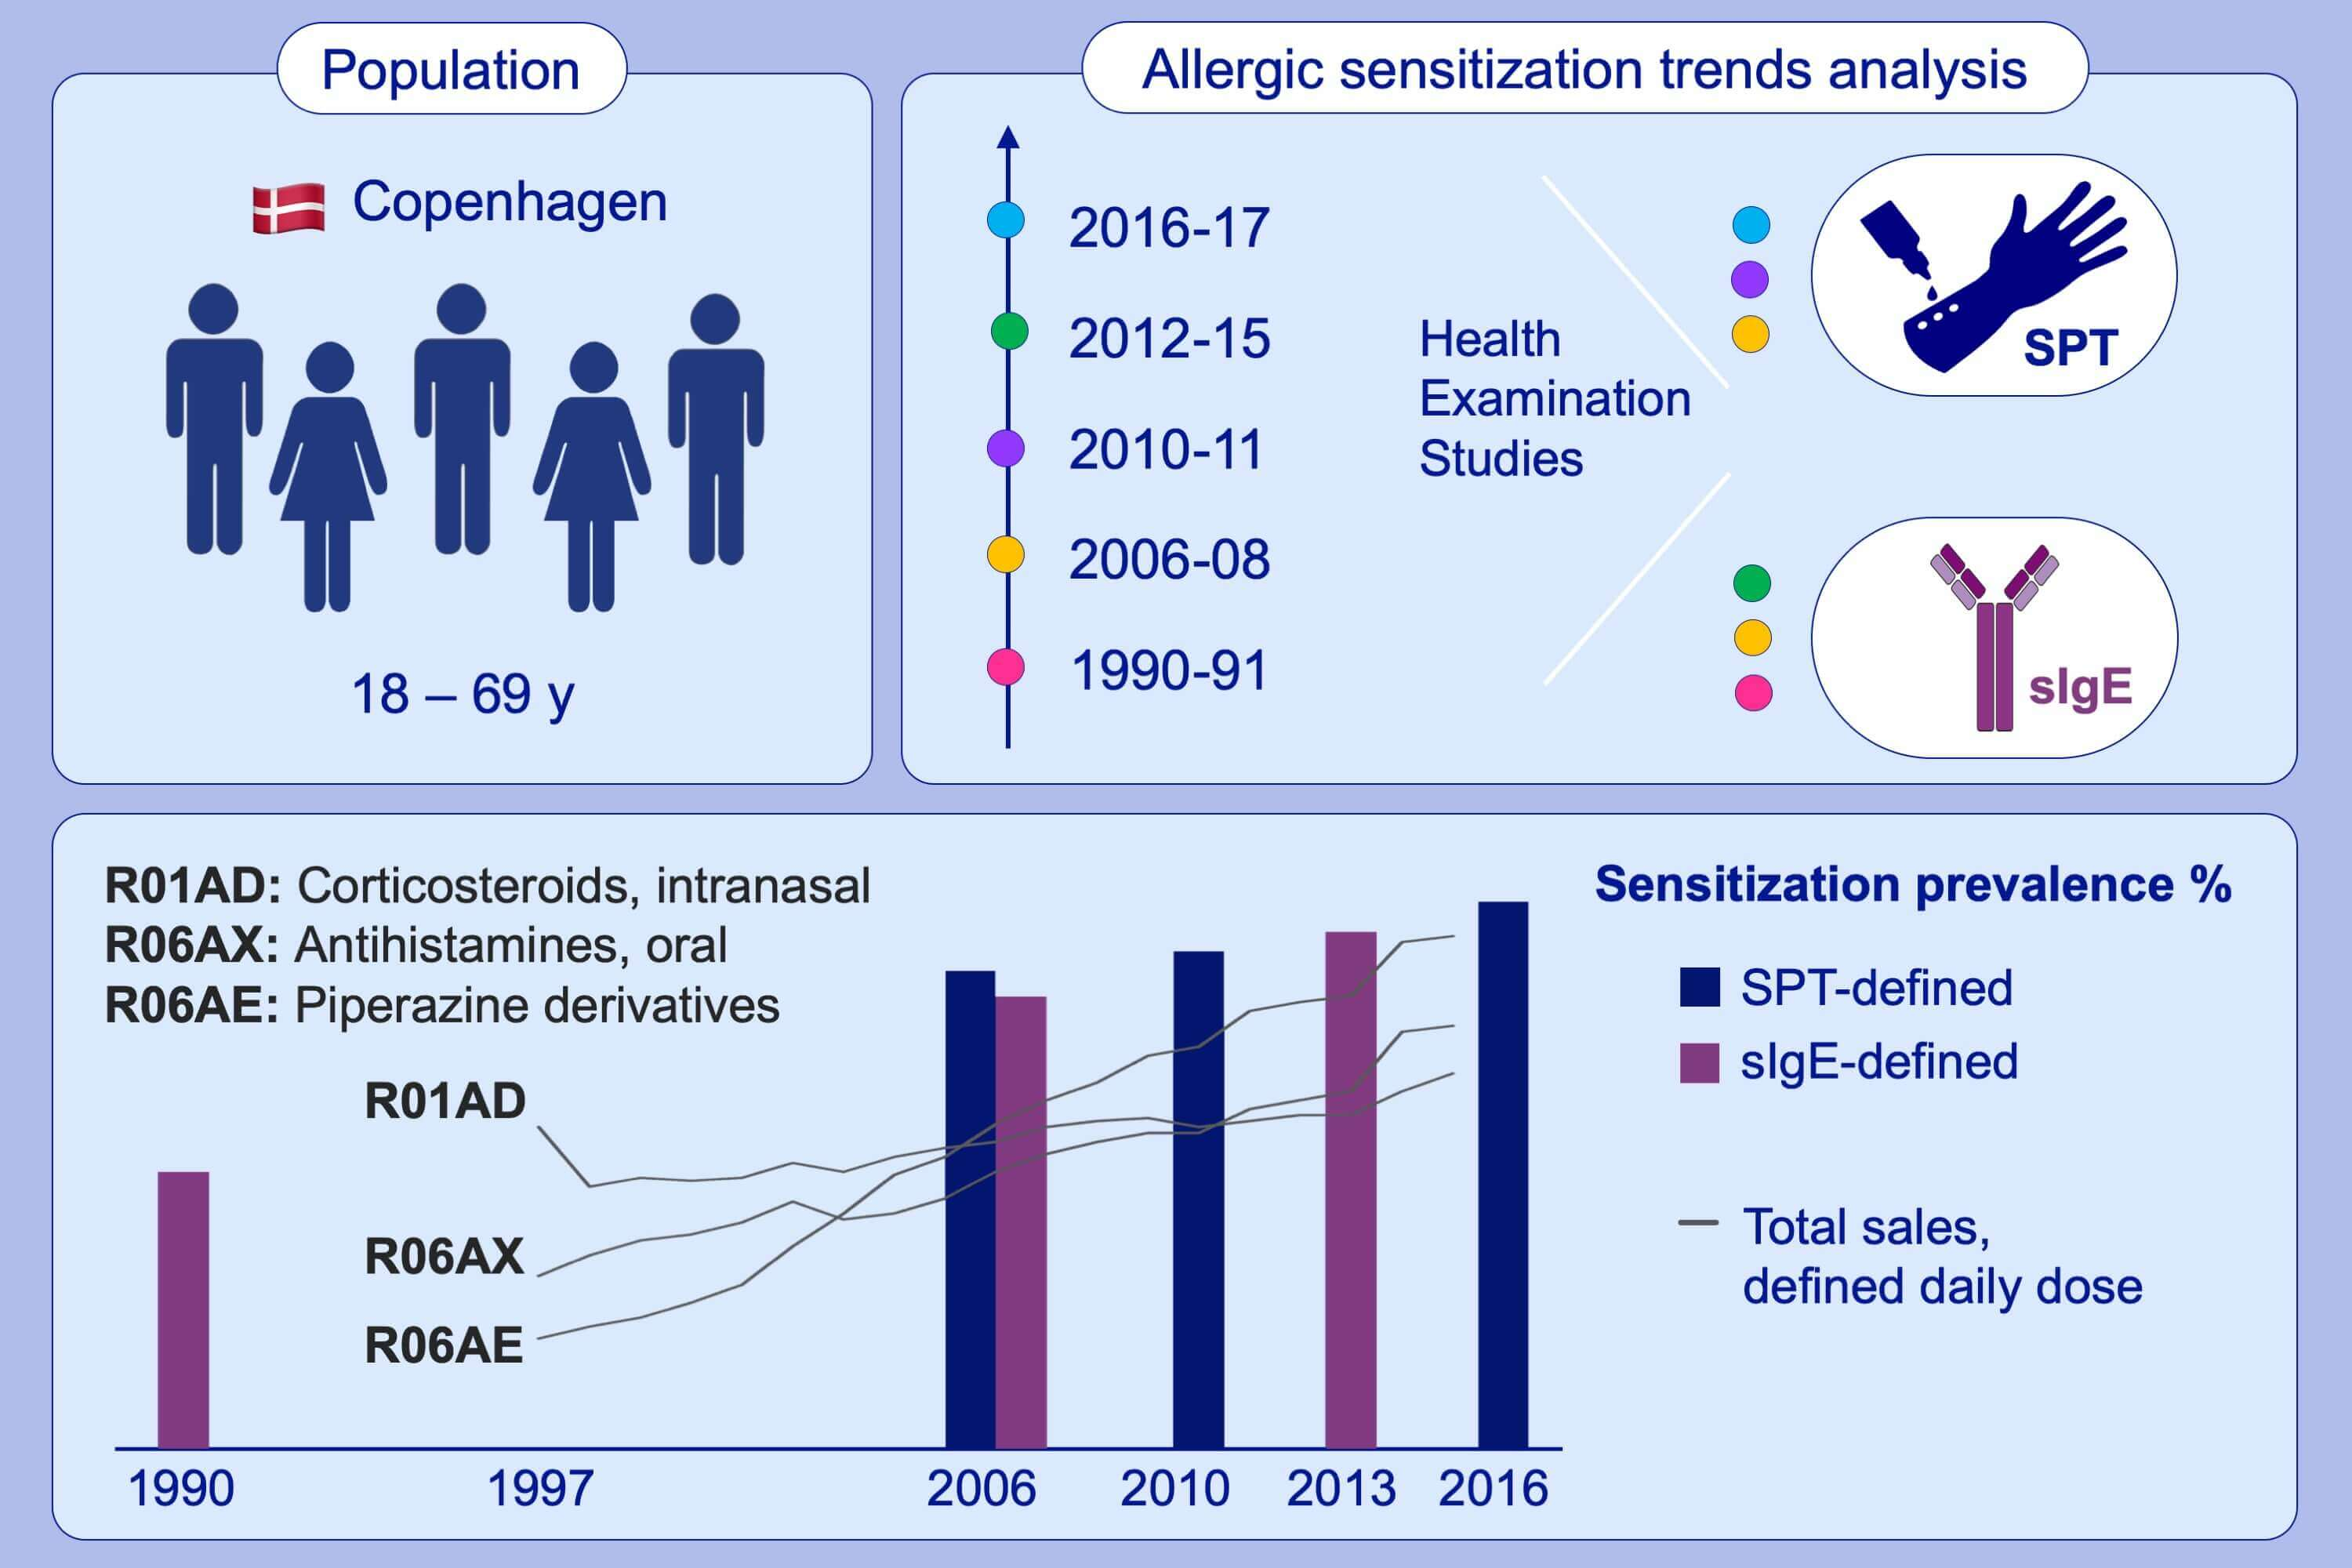 Population
Copenhagen
18 – 69 y
Allergic sensitization trends analysis
2016-17
2012-15
2010-11
2006-08
1990-91
Health
Examination
Studies
SPT
sIgE
R01AD: Corticosteroids, intranasal
R06AX: Antihistamines, oral
R06AE: Piperazine derivatives
R01AD
R06AX
R06AE
1990 1997 2006 2010 2013 2016
Sensitization prevalence %
SPT-defined
sIgE-defined
Total sales,
defined daily dose